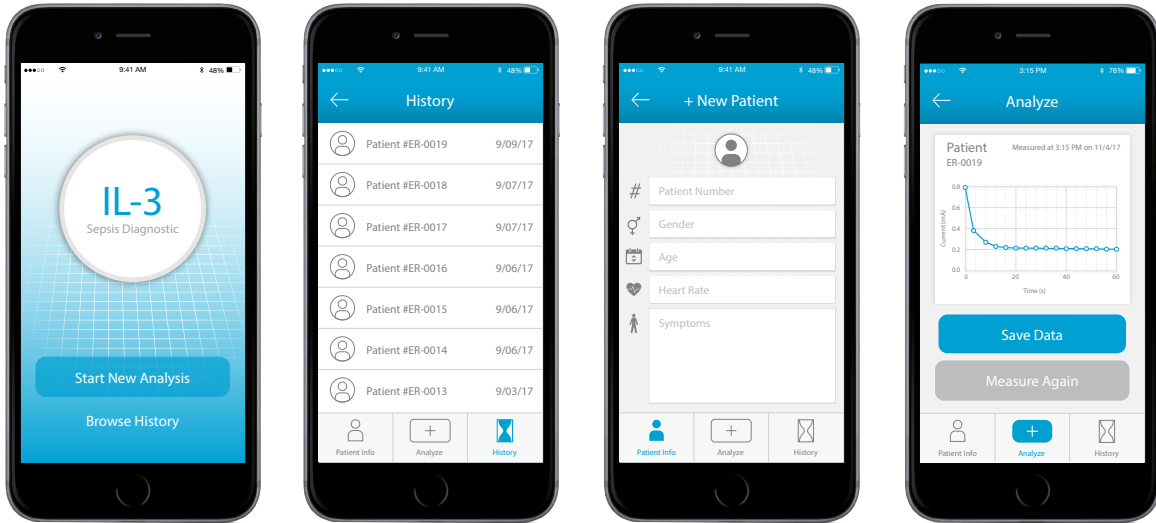 9:41 AM
48%
IL-3
Sepsis Diagnostic
Start New Analysis
Browse History
9:41 AM
48%
History
Patient #ER-0019 9/09/17
Patient #ER-0018 9/07/17
Patient #ER-0017 9/07/17
Patient #ER-0016 9/06/17
Patient #ER-0015 9/06/17
Patient #ER-0014 9/06/17
Patient #ER-0013 9/03/17
Patient Info Analyze History
9:41 AM
48%
+ New Patient
# Patient Number
Gender
Age
Heart Rate
Symptoms
Patient Info Analyze History
3:15 PM
76%
Analyze
Patient Measured at 3:15 PM on 11/4/17
ER-0019
Current (mA)
0.8
0.6
0.4
0.2
0.0
0 20 40 60
Time (s)
Save Data
Measure Again
Patient Info Analyze History